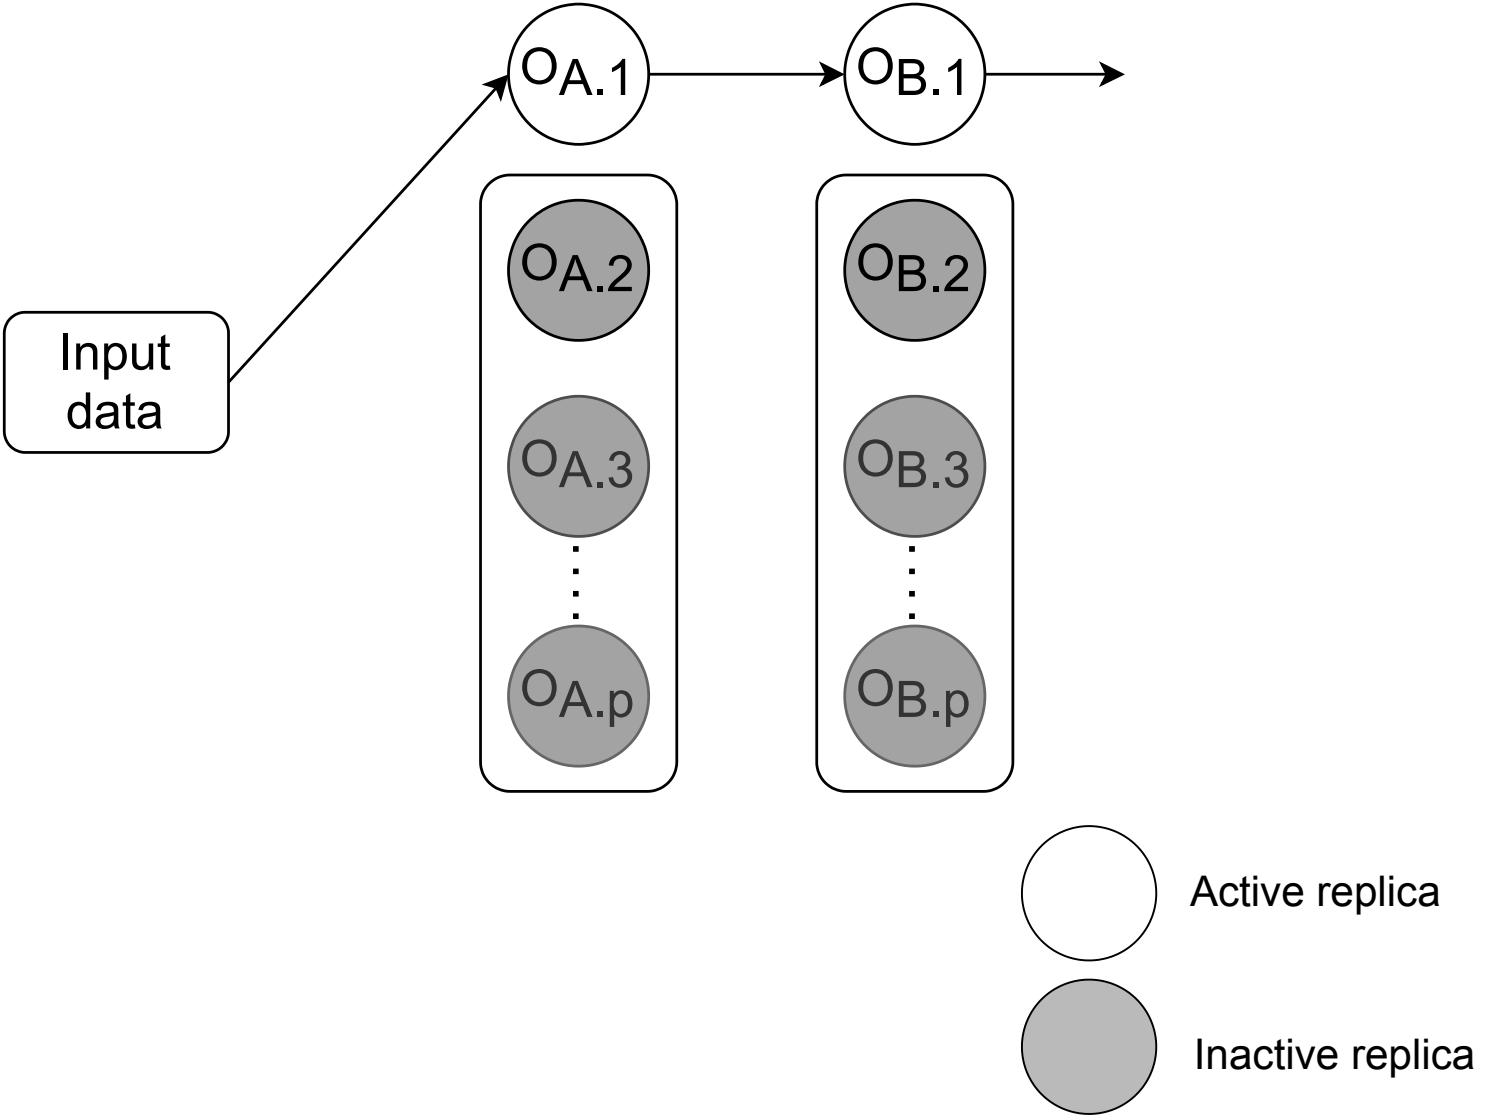 OA.1
OB.1
OA.2
OB.2
Input
data
OA.3
OB.3
OA.p
OB.p
Active replica
Inactive replica